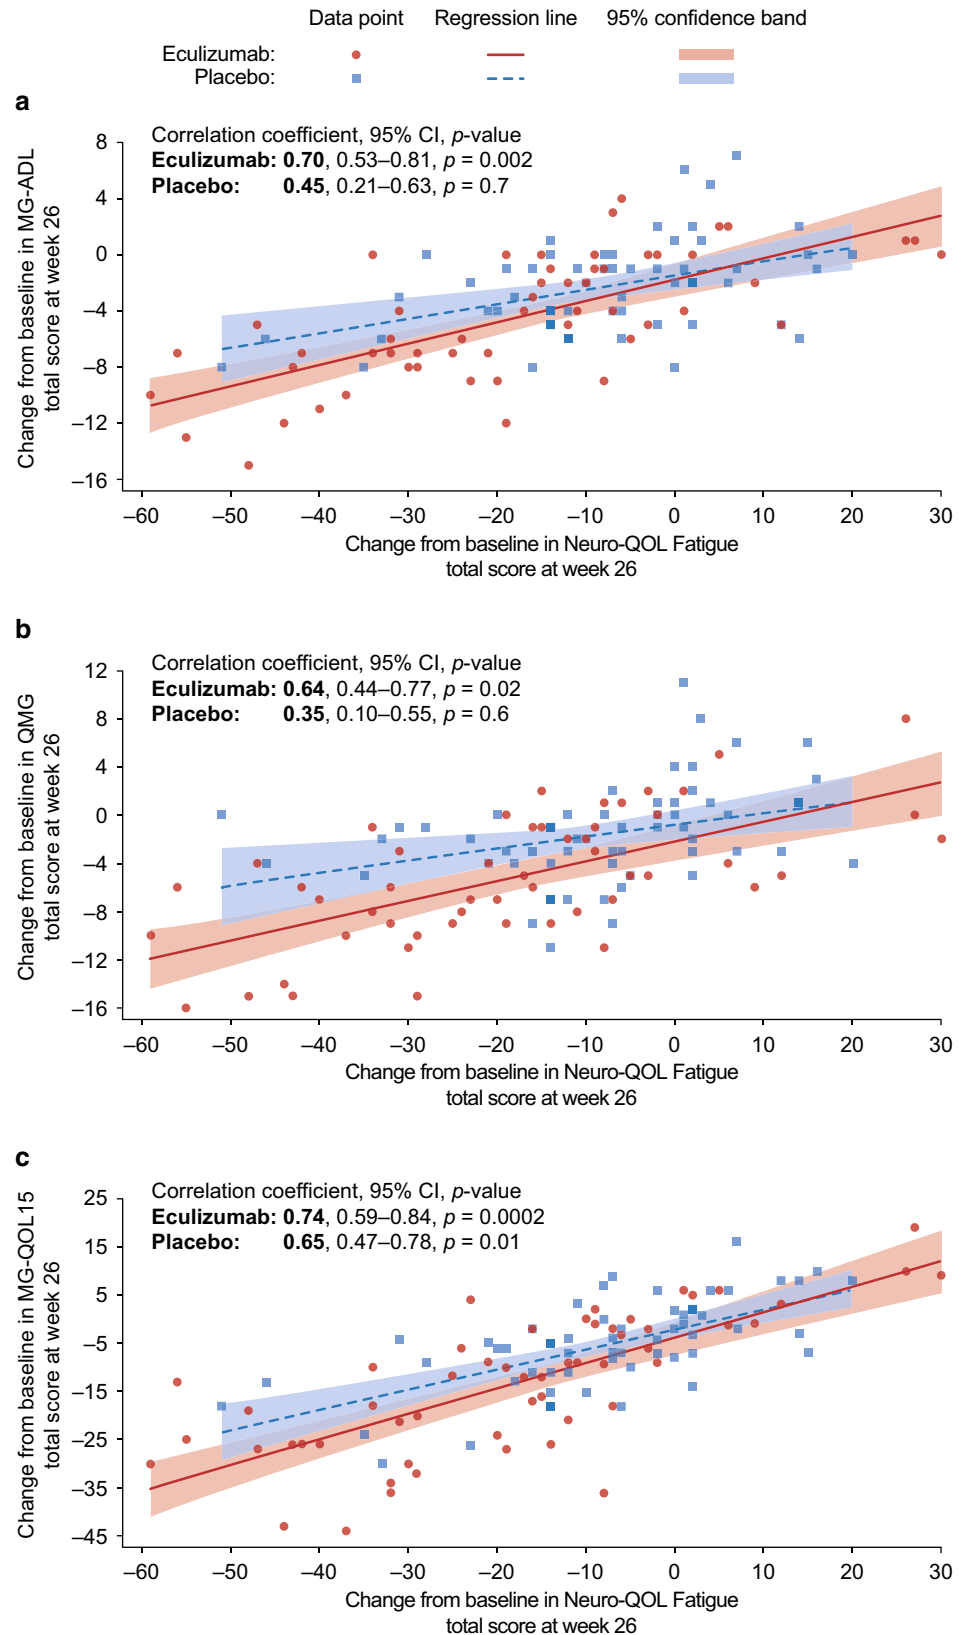 Data point Regression line 95% confidence band
Eculizumab:
Placebo:
a
Correlation coefficient, 95% CI, p-value
Eculizumab: 0.70, 0.53–0.81, p = 0.002
Placebo: 0.45, 0.21–0.63, p = 0.7
Change from baseline in MG-ADL
total score at week 26
8
4
0
–4
–8
–12
–16
–60 –50 –40 –30 –20 –10 0 10 20 30
Change from baseline in Neuro-QOL Fatigue
total score at week 26
b
Correlation coefficient, 95% CI, p-value
Eculizumab: 0.64, 0.44–0.77, p = 0.02
Placebo: 0.35, 0.10–0.55, p = 0.6
Change from baseline in QMG
total score at week 26
12
8
4
0
–4
–8
–12
–16
–60 –50 –40 –30 –20 –10 0 10 20 30
Change from baseline in Neuro-QOL Fatigue
total score at week 26
c
Correlation coefficient, 95% CI, p-value
Eculizumab: 0.74, 0.59–0.84, p = 0.0002
Placebo: 0.65, 0.47–0.78, p = 0.01
Change from baseline in MG-QOL15
total score at week 26
25
15
5
–5
–15
–25
–35
–45
–60 –50 –40 –30 –20 –10 0 10 20 30
Change from baseline in Neuro-QOL Fatigue
total score at week 26